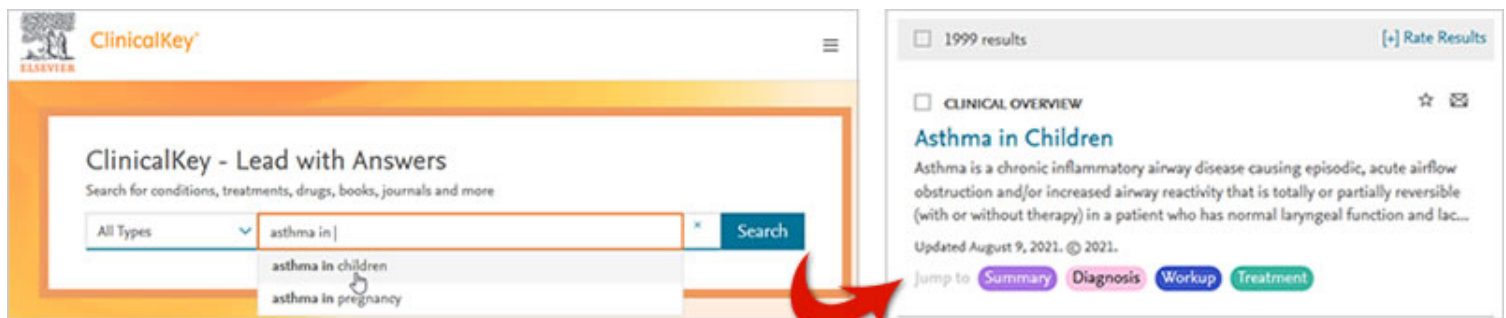 ELSEVIER
ClinicalKey®
ClinicalKey - Lead with Answers
Search for conditions, treatments, drugs, books, journals and more
All Types
asthma in
×
Search
asthma in children
asthma in pregnancy
1999 results
[+] Rate Results
CLINICAL OVERVIEW
Asthma in Children
Asthma is a chronic inflammatory airway disease causing episodic, acute airflow
obstruction and/or increased airway reactivity that is totally or partially reversible
(with or without therapy) in a patient who has normal laryngeal function and lac...
Updated August 9, 2021. © 2021.
Jump to Summary Diagnosis Workup Treatment